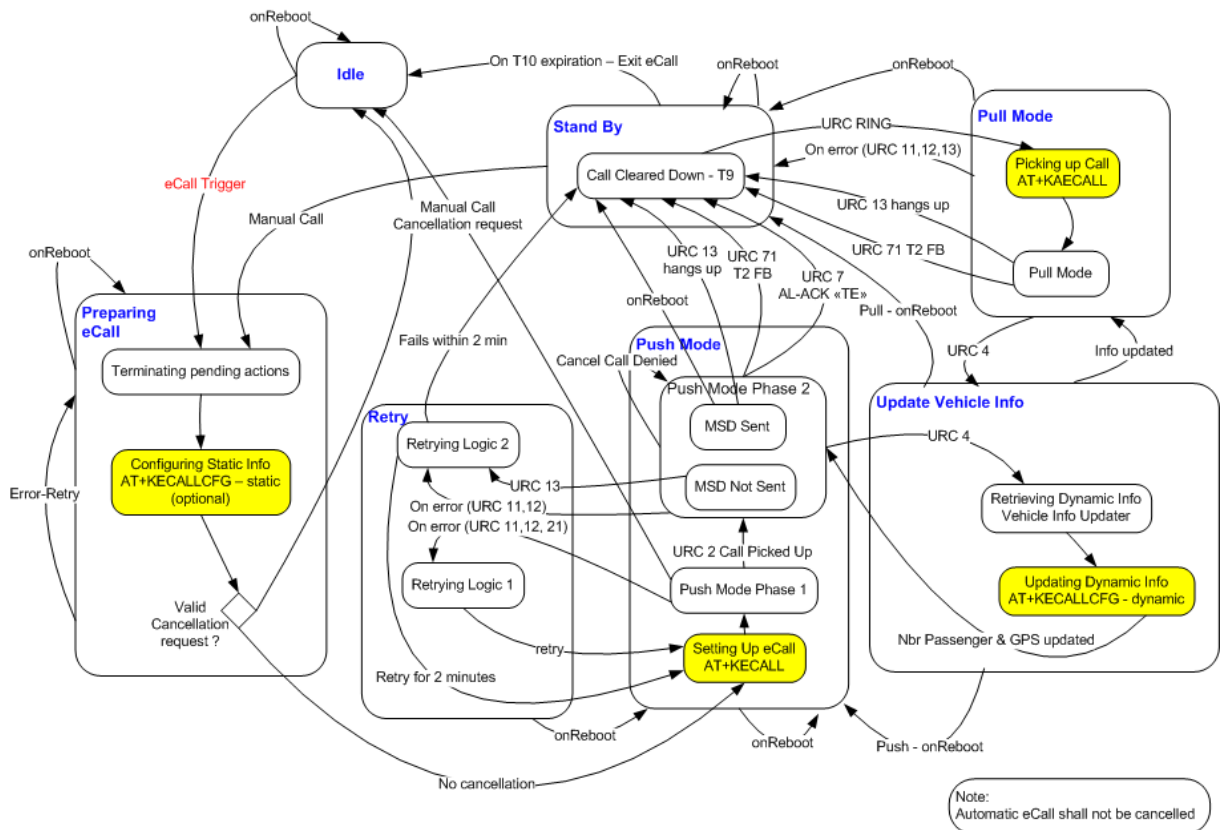 onReboot
Idle
On T10 expiration – Exit eCall
onReboot
onReboot
Stand By
Pull Mode
URC RING
On error (URC 11,12,13)
Picking up Call
AT+KAECALL
Call Cleared Down - T9
eCall Trigger
Manual Call
Cancellation request
URC 13 hangs up
Manual Call
URC 71 T2 FB
Pull Mode
onReboot
URC 13
hangs up
URC 71
T2 FB
URC 7
AL-ACK «TE»
onReboot
Pull - onReboot
Preparing
eCall
Fails within 2 min
Push Mode
URC 4
Info updated
Cancel Call Denied
Terminating pending actions
Push Mode Phase 2
Update Vehicle Info
Retry
MSD Sent
Retrying Logic 2
URC 4
Configuring Static Info
AT+KECALLCFG – static
(optional)
URC 13
MSD Not Sent
Error-Retry
On error (URC 11,12)
Retrieving Dynamic Info
Vehicle Info Updater
On error (URC 11,12, 21)
URC 2 Call Picked Up
Retrying Logic 1
Push Mode Phase 1
Updating Dynamic Info
AT+KECALLCFG - dynamic
Valid
Cancellation
request ?
Nbr Passenger & GPS updated
retry
Setting Up eCall
AT+KECALL
Retry for 2 minutes
onReboot
onReboot
Push - onReboot
No cancellation
Note:
Automatic eCall shall not be cancelled